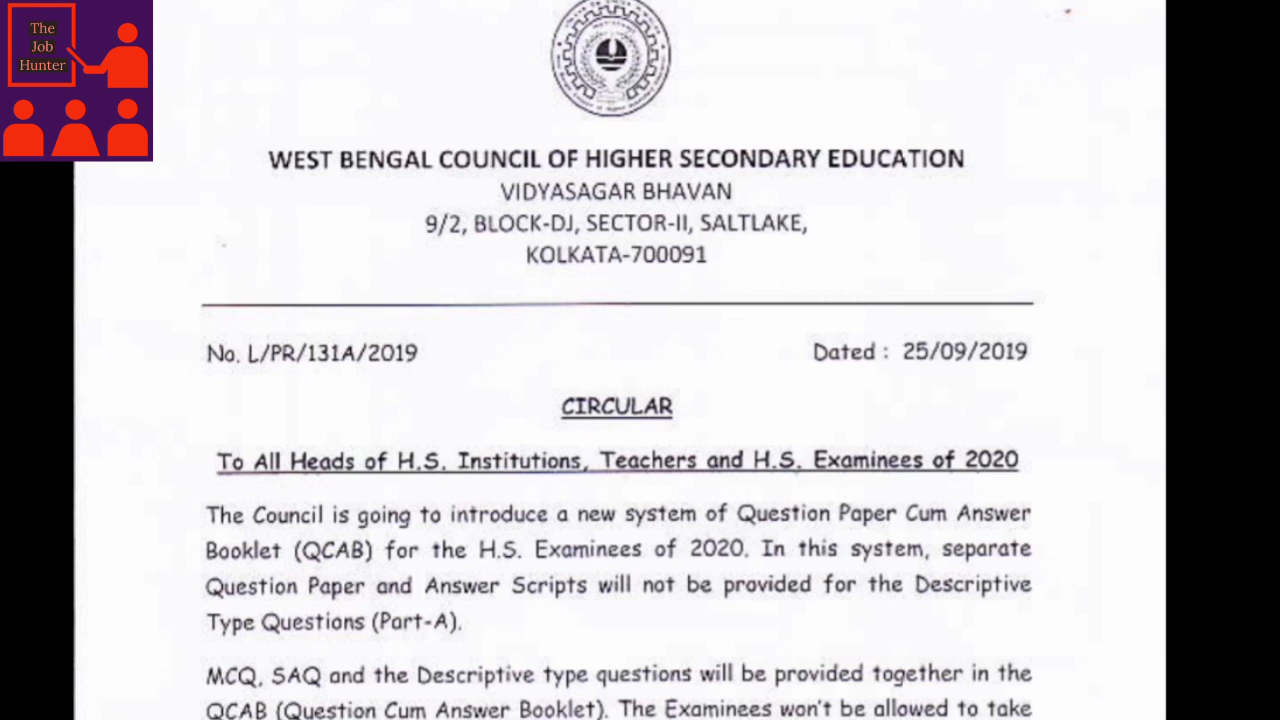 The
Job
Hunter
WEST BENGAL COUNCIL OF HIGHER SECONDARY EDUCATION
VIDYASAGAR BHAVAN
9/2, BLOCK-DJ, SECTOR-II, SALTLAKE,
KOLKATA-700091
No. L/PR/131A/2019 Dated : 25/09/2019
CIRCULAR
To All Heads of H.S. Institutions, Teachers and H.S. Examinees of 2020
The Council is going to introduce a new system of Question Paper Cum Answer
Booklet (QCAB) for the H.S. Examinees of 2020. In this system, separate
Question Paper and Answer Scripts will not be provided for the Descriptive
Type Questions (Part-A).
MCQ, SAQ and the Descriptive type questions will be provided together in the
QCAB (Question Cum Answer Booklet). The Examinees won't be allowed to take